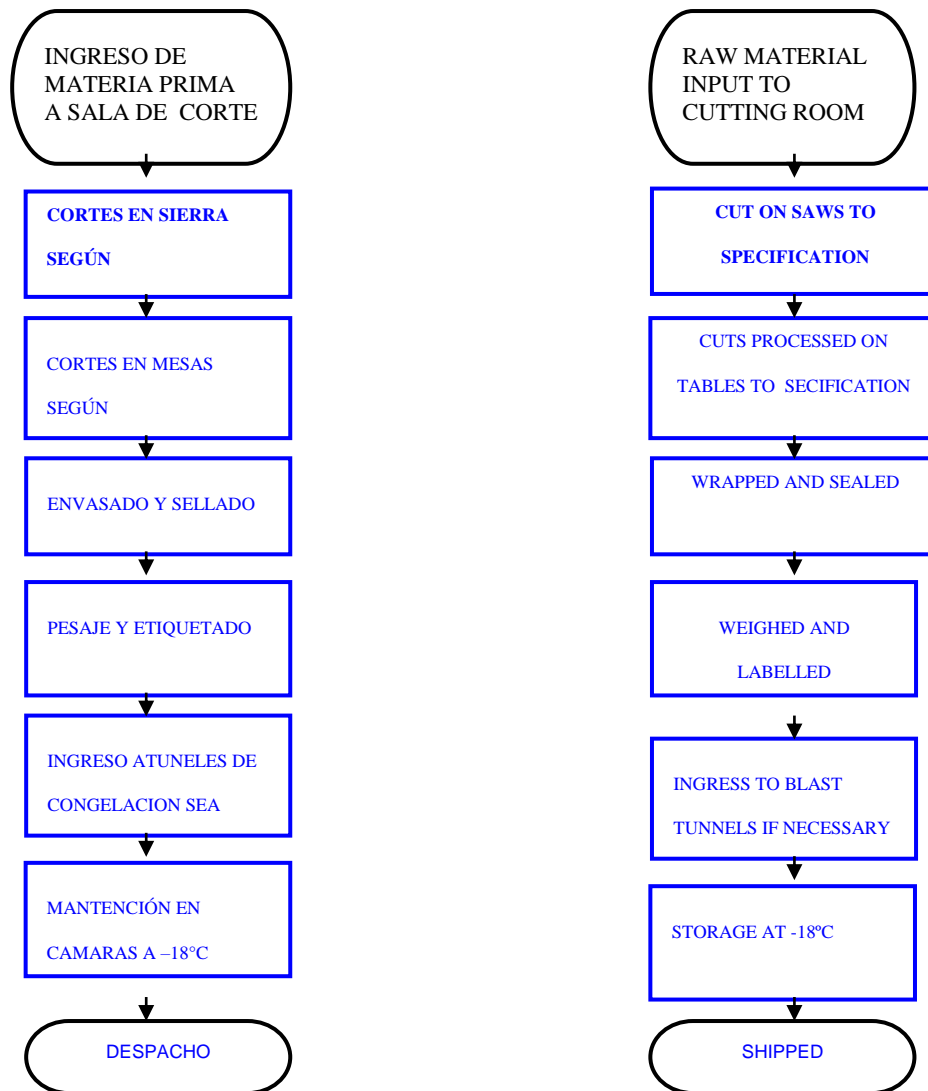 INGRESO DE
MATERIA PRIMA
A SALA DE CORTE
CORTES EN SIERRA
SEGÚN
CORTES EN MESAS
SEGÚN
ENVASADO Y SELLADO
PESAJE Y ETIQUETADO
INGRESO ATUNELES DE
CONGELACION SEA
MANTENCIÓN EN
CAMARAS A –18°C
DESPACHO
RAW MATERIAL
INPUT TO
CUTTING ROOM
CUT ON SAWS TO
SPECIFICATION
CUTS PROCESSED ON
TABLES TO SECIFICATION
WRAPPED AND SEALED
WEIGHED AND
LABELLED
INGRESS TO BLAST
TUNNELS IF NECESSARY
STORAGE AT -18ºC
SHIPPED